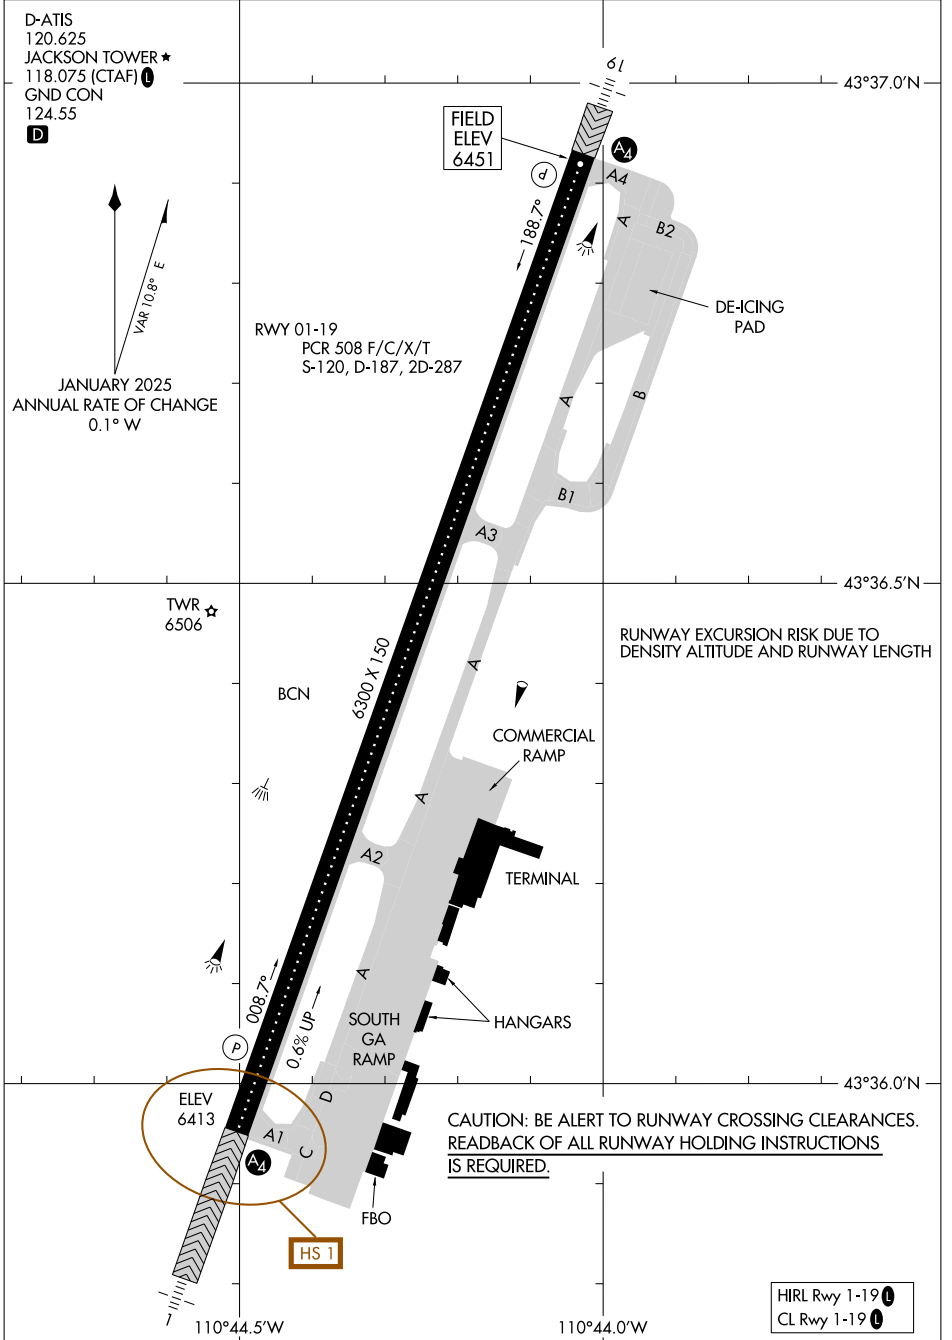 D-ATIS
120.625
JACKSON TOWER
118.075 (CTAF) L
GND CON
124.55
D
19
43°37.0'N
FIELD
ELEV
6451
A4
P
A4
A
B2
188.7°
VAR 10.8° E
DE-ICING
PAD
RWY 01-19
PCR 508 F/C/X/T
S-120, D-187, 2D-287
JANUARY 2025
ANNUAL RATE OF CHANGE
0.1° W
A
B
B1
A3
43°36.5'N
TWR
6506
RUNWAY EXCURSION RISK DUE TO
DENSITY ALTITUDE AND RUNWAY LENGTH
6300 X 150
A
BCN
COMMERCIAL
RAMP
A
A2
TERMINAL
A
008.7°
0.6% UP
SOUTH
GA
RAMP
HANGARS
P
43°36.0'N
ELEV
6413
D
A1
C
A4
CAUTION: BE ALERT TO RUNWAY CROSSING CLEARANCES.
READBACK OF ALL RUNWAY HOLDING INSTRUCTIONS
IS REQUIRED.
FBO
HS 1
1
110°44.5'W
110°44.0'W
HIRL Rwy 1-19 L
CL Rwy 1-19 L